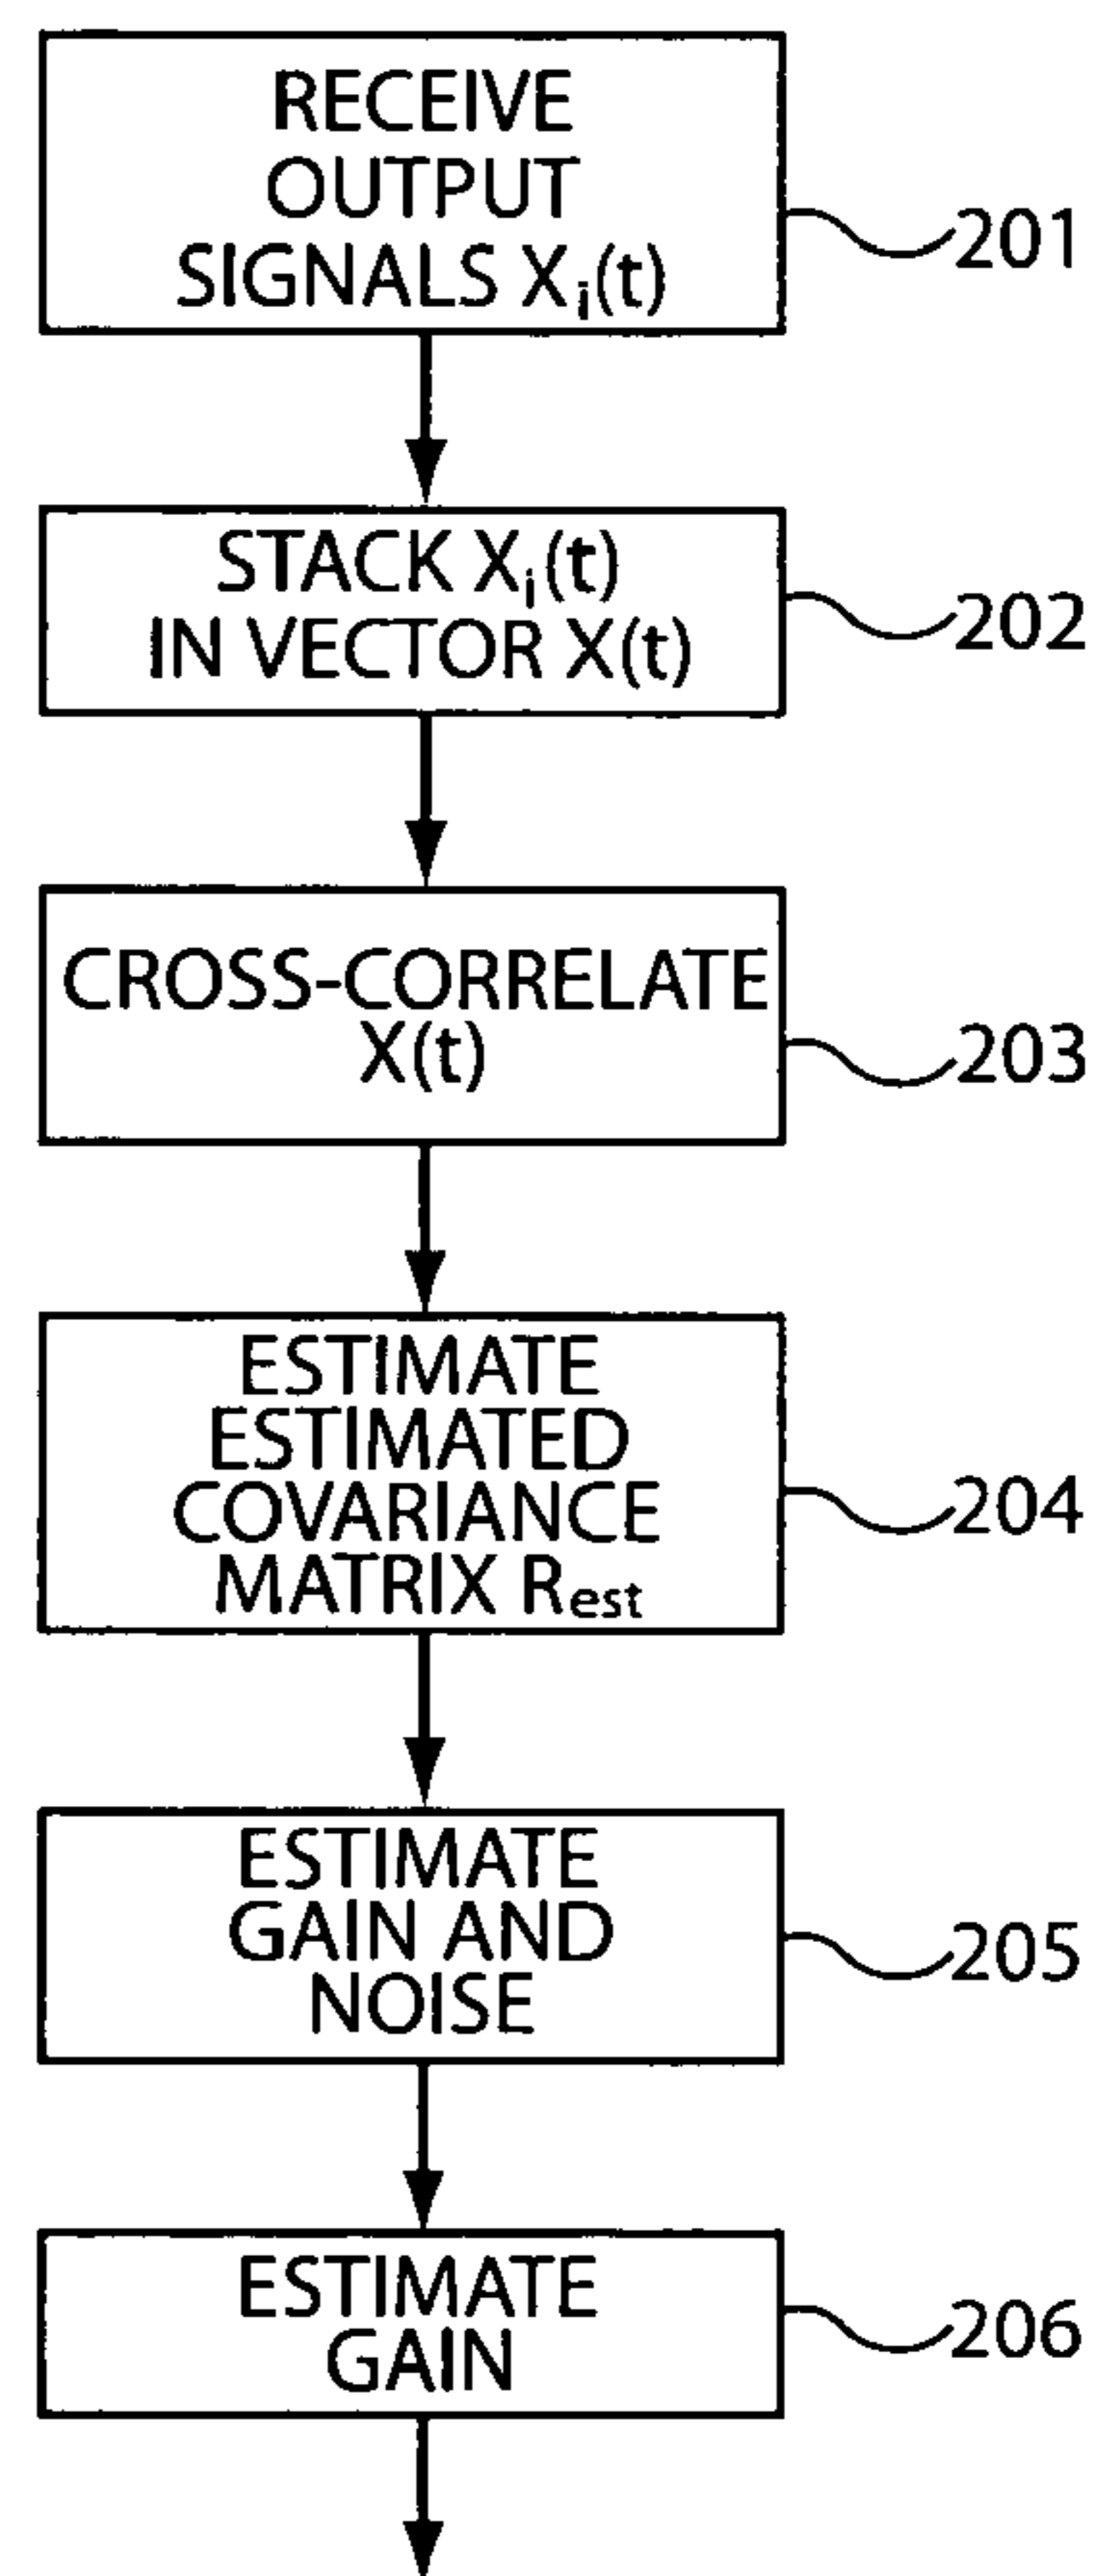 RECEIVE
OUTPUT
SIGNALS Xi(t)
201
STACK Xi(t)
IN VECTOR X(t)
202
CROSS-CORRELATE
X(t)
203
ESTIMATE
ESTIMATED
COVARIANCE
MATRIX Rest
204
ESTIMATE
GAIN AND
NOISE
205
ESTIMATE
GAIN
206